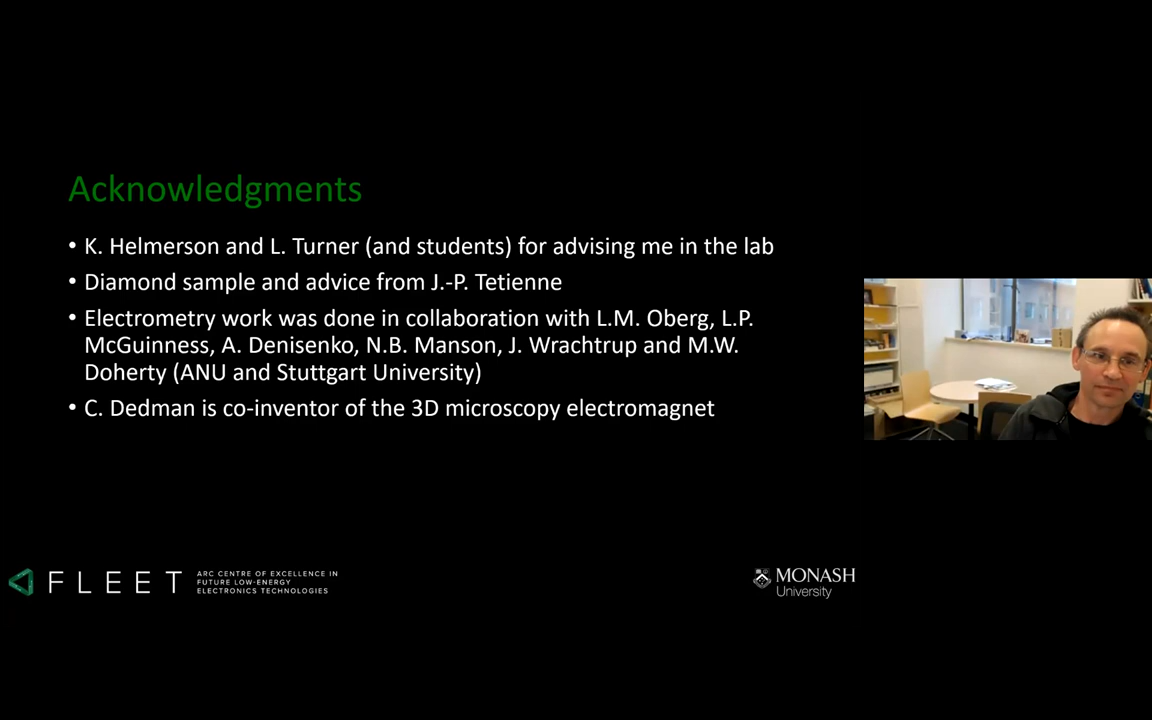 Acknowledgments
• K. Helmerson and L. Turner (and students) for advising me in the lab
• Diamond sample and advice from J.-P. Tetienne
• Electrometry work was done in collaboration with L.M. Oberg, L.P.
McGuinness, A. Denisenko, N.B. Manson, J. Wrachtrup and M.W.
Doherty (ANU and Stuttgart University)
• C. Dedman is co-inventor of the 3D microscopy electromagnet
FLEET
ARC CENTRE OF EXCELLENCE IN
FUTURE LOW-ENERGY
ELECTRONICS TECHNOLOGIES
MONASH
University